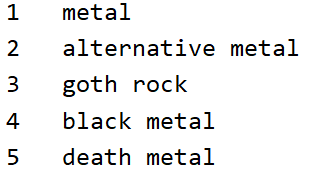 1 metal
2 alternative metal
3 goth rock
4 black metal
5 death metal